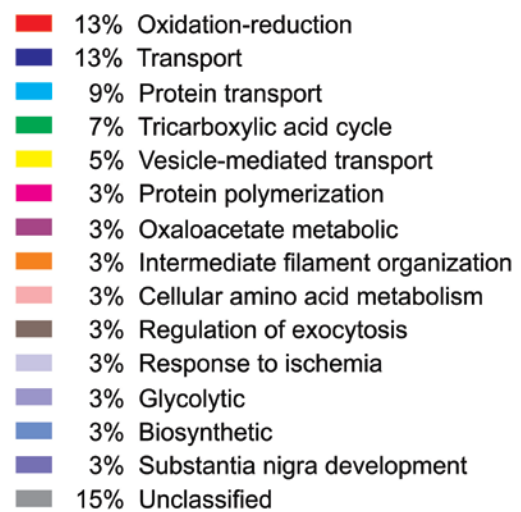 13% Oxidation-reduction
13% Transport
9% Protein transport
7% Tricarboxylic acid cycle
5% Vesicle-mediated transport
3% Protein polymerization
3% Oxaloacetate metabolic
3% Intermediate filament organization
3% Cellular amino acid metabolism
3% Regulation of exocytosis
3% Response to ischemia
3% Glycolytic
3% Biosynthetic
3% Substantia nigra development
15% Unclassified